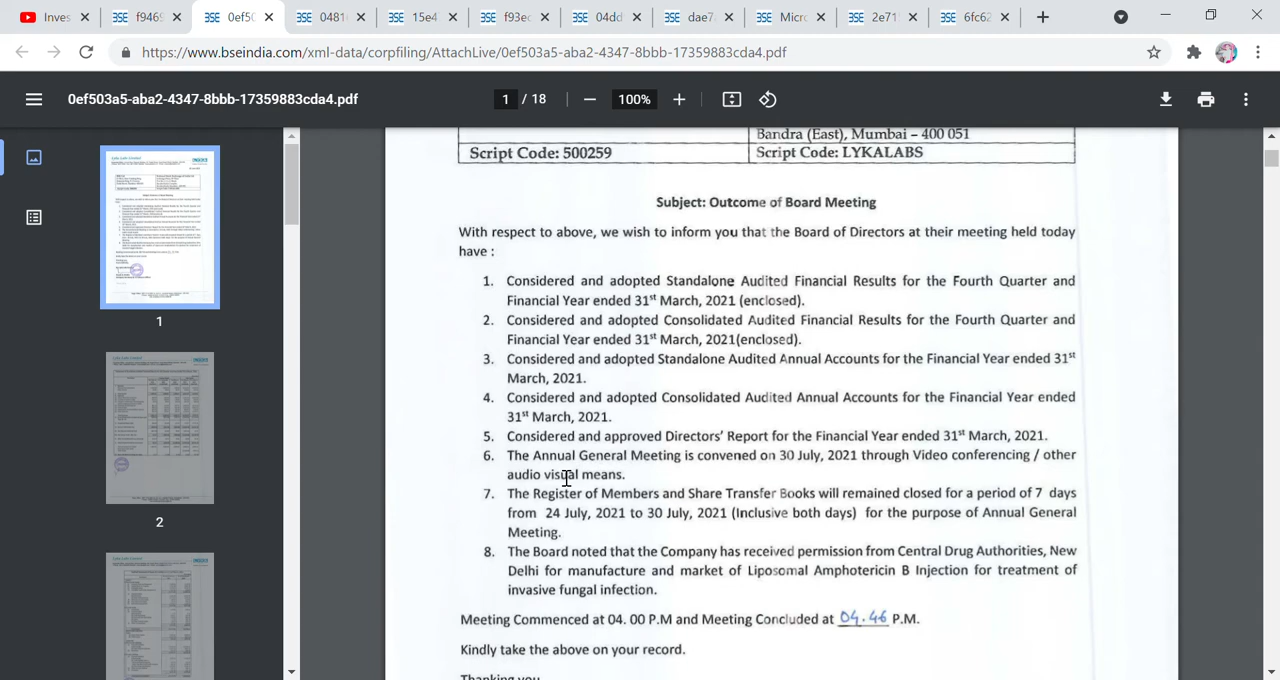 Inves
f9469
0ef50
0481
15e4
f93ec
04dd
dae7
Micro
2e71
6fc62
https://www.bseindia.com/xml-data/corpfiling/AttachLive/0ef503a5-aba2-4347-8bbb-17359883cda4.pdf
0ef503a5-aba2-4347-8bbb-17359883cda4.pdf
1 / 18
100%
1
2
Bandra (East), Mumbai – 400 051
Script Code: 500259
Script Code: LYKALABS
Subject: Outcome of Board Meeting
With respect to above, we wish to inform you that the Board of Directors at their meeting held today
have :
1. Considered and adopted Standalone Audited Financial Results for the Fourth Quarter and
Financial Year ended 31st March, 2021 (enclosed).
2. Considered and adopted Consolidated Audited Financial Results for the Fourth Quarter and
Financial Year ended 31st March, 2021(enclosed).
3. Considered and adopted Standalone Audited Annual Accounts for the Financial Year ended 31st
March, 2021.
4. Considered and adopted Consolidated Audited Annual Accounts for the Financial Year ended
31st March, 2021.
5. Considered and approved Directors' Report for the Financial Year ended 31st March, 2021.
6. The Annual General Meeting is convened on 30 July, 2021 through Video conferencing / other
audio visual means.
7. The Register of Members and Share Transfer Books will remained closed for a period of 7 days
from 24 July, 2021 to 30 July, 2021 (Inclusive both days) for the purpose of Annual General
Meeting.
8. The Board noted that the Company has received permission from Central Drug Authorities, New
Delhi for manufacture and market of Liposomal Amphotericin B Injection for treatment of
invasive fungal infection.
Meeting Commenced at 04. 00 P.M and Meeting Concluded at 04.46 P.M.
Kindly take the above on your record.
Thanking you